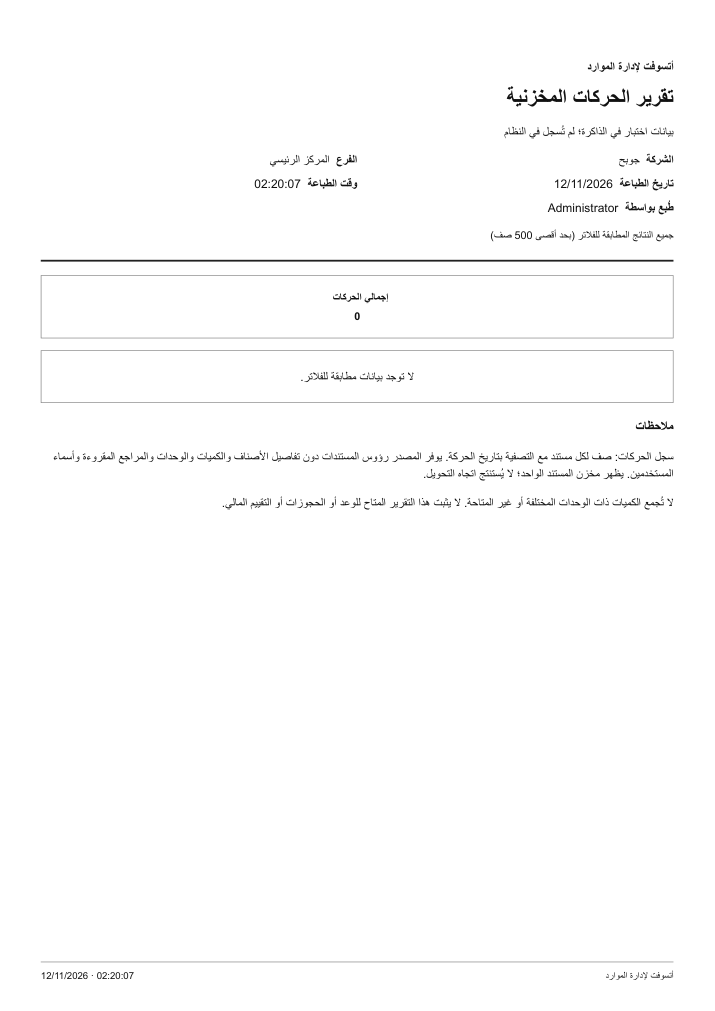 أتسوفت لإدارة الموارد
تقرير الحركات المخزنية
بيانات اختبار في الذاكرة؛ لم تُسجل في النظام
الشركة جوبح الفرع المركز الرئيسي
تاريخ الطباعة 12/11/2026 وقت الطباعة 02:20:07
طُبع بواسطة Administrator
جميع النتائج المطابقة للفلاتر (بحد أقصى 500 صف)
إجمالي الحركات
0
لا توجد بيانات مطابقة للفلاتر.
ملاحظات
سجل الحركات: صف لكل مستند مع التصفية بتاريخ الحركة. يوفر المصدر رؤوس المستندات دون تفاصيل الأصناف والكميات والوحدات والمراجع المقروءة وأسماء
المستخدمين. يظهر مخزن المستند الواحد؛ لا يُستنتج اتجاه التحويل.
لا تُجمع الكميات ذات الوحدات المختلفة أو غير المتاحة. لا يثبت هذا التقرير المتاح للوعد أو الحجوزات أو التقييم المالي.
أتسوفت لإدارة الموارد 12/11/2026 · 02:20:07